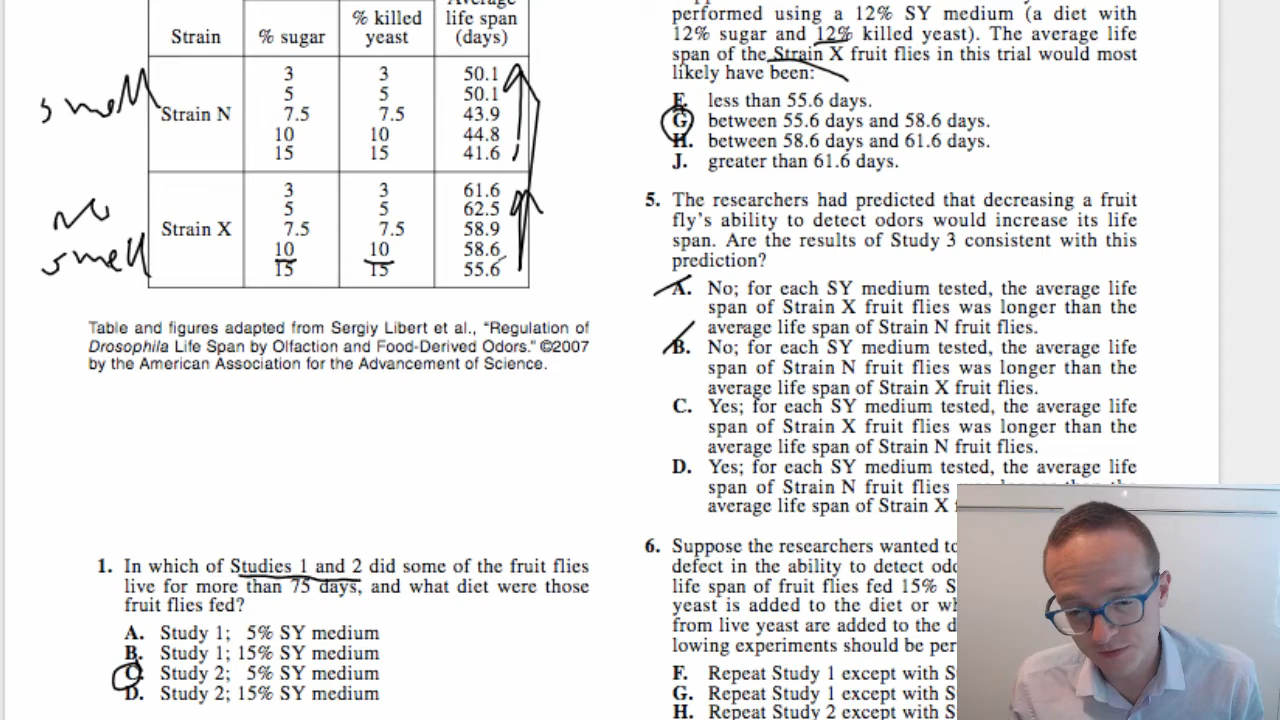 Average
% killed life span
Strain % sugar yeast (days)
3 3 50.1
5 5 50.1
Strain N 7.5 7.5 43.9
10 10 44.8
15 15 41.6
3 3 61.6
5 5 62.5
Strain X 7.5 7.5 58.9
10 10 58.6
15 15 55.6
smell
no
smell
Table and figures adapted from Sergiy Libert et al., “Regulation of
Drosophila Life Span by Olfaction and Food-Derived Odors.” ©2007
by the American Association for the Advancement of Science.
1. In which of Studies 1 and 2 did some of the fruit flies
live for more than 75 days, and what diet were those
fruit flies fed?
A. Study 1; 5% SY medium
B. Study 1; 15% SY medium
C. Study 2; 5% SY medium
D. Study 2; 15% SY medium
performed using a 12% SY medium (a diet with
12% sugar and 12% killed yeast). The average life
span of the Strain X fruit flies in this trial would most
likely have been:
F. less than 55.6 days.
G. between 55.6 days and 58.6 days.
H. between 58.6 days and 61.6 days.
J. greater than 61.6 days.
5. The researchers had predicted that decreasing a fruit
fly’s ability to detect odors would increase its life
span. Are the results of Study 3 consistent with this
prediction?
A. No; for each SY medium tested, the average life
span of Strain X fruit flies was longer than the
average life span of Strain N fruit flies.
B. No; for each SY medium tested, the average life
span of Strain N fruit flies was longer than the
average life span of Strain X fruit flies.
C. Yes; for each SY medium tested, the average life
span of Strain X fruit flies was longer than the
average life span of Strain N fruit flies.
D. Yes; for each SY medium tested, the average life
span of Strain N fruit flies
average life span of Strain X
6. Suppose the researchers wanted to
defect in the ability to detect
life span of fruit flies fed 15%
yeast is added to the diet or
from live yeast are added to the
lowing experiments should be
F. Repeat Study 1 except with
G. Repeat Study 1 except with
H. Repeat Study 2 except with